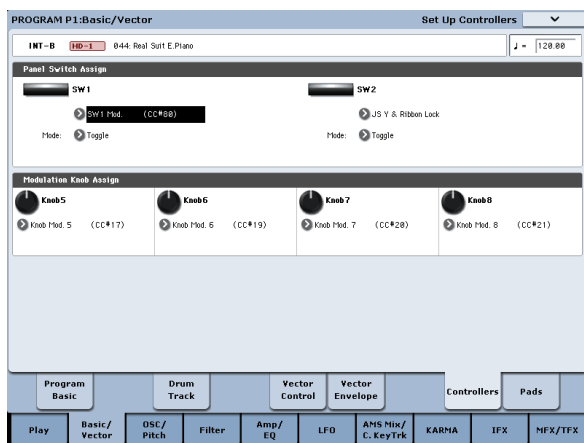 PROGRAM P1:Basic/Vector Set Up Controllers
INT-B HD-1 044: Real Suit E.Piano ♩ = 120.00
Panel Switch Assign
SW1 SW2
SW1 Mod. (CC#80) JS Y & Ribbon Lock
Mode: Toggle Mode: Toggle
Modulation Knob Assign
Knob5 Knob6 Knob7 Knob8
Knob Mod. 5 (CC#17) Knob Mod. 6 (CC#19) Knob Mod. 7 (CC#20) Knob Mod. 8 (CC#21)
Program Basic Drum Track Vector Control Vector Envelope Controllers Pads
Play Basic/Vector OSC/Pitch Filter Amp/EQ LFO AMS Mix/C.KeyTrk KARMA IFX MFX/TFX